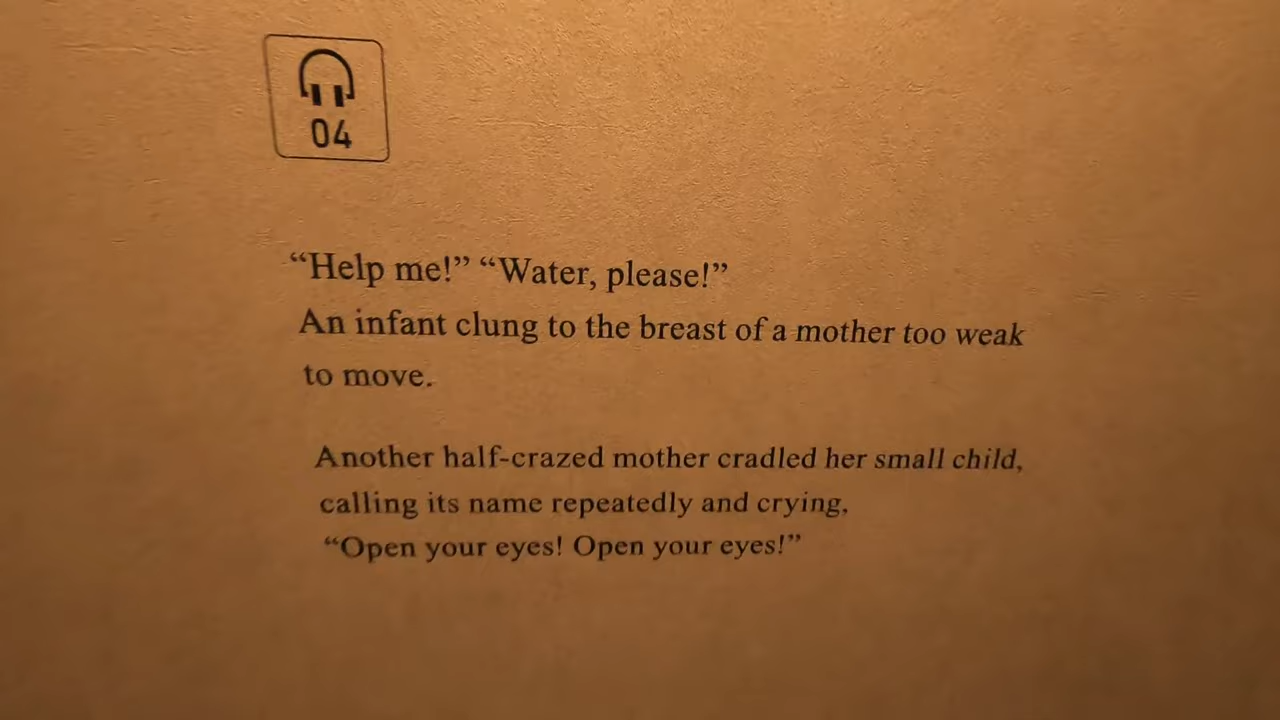 04
“Help me!” “Water, please!”
An infant clung to the breast of a mother too weak
to move.
Another half-crazed mother cradled her small child,
calling its name repeatedly and crying,
“Open your eyes! Open your eyes!”